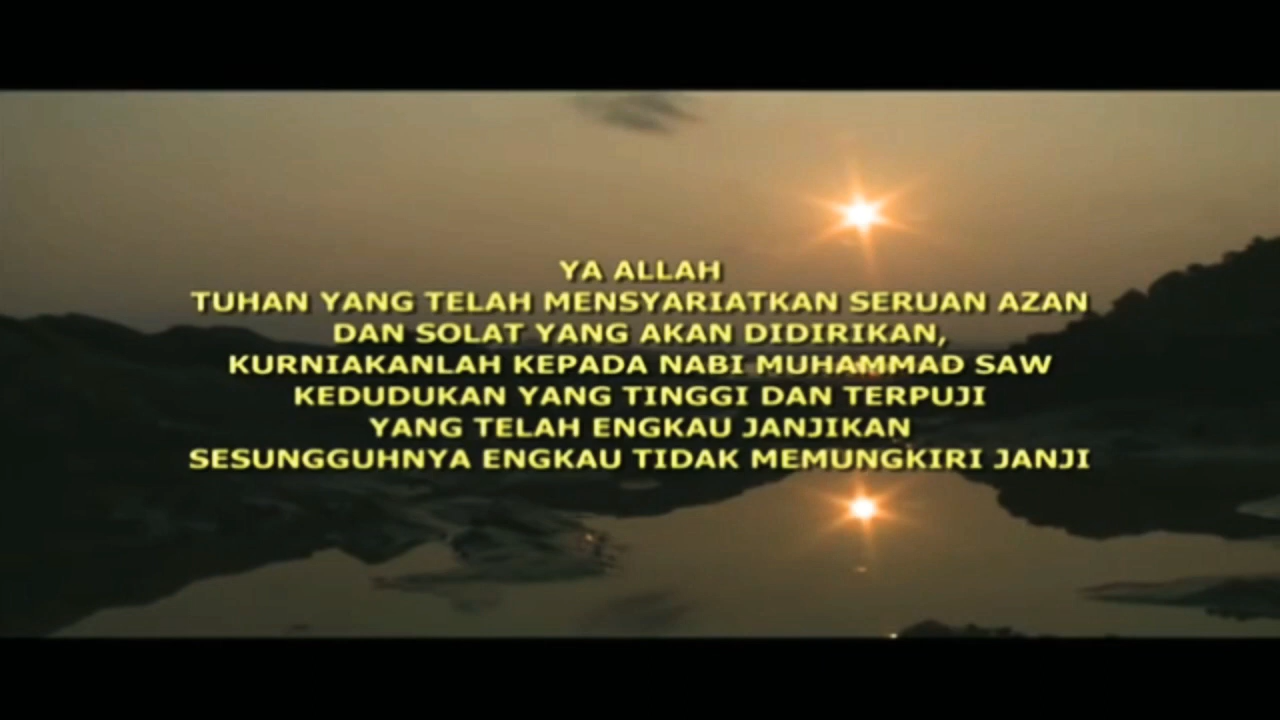 YA ALLAH
TUHAN YANG TELAH MENSYARIATKAN SERUAN AZAN
DAN SOLAT YANG AKAN DIDIRIKAN,
KURNIAKANLAH KEPADA NABI MUHAMMAD SAW
KEDUDUKAN YANG TINGGI DAN TERPUJI
YANG TELAH ENGKAU JANJIKAN
SESUNGGUHNYA ENGKAU TIDAK MEMUNGKIRI JANJI